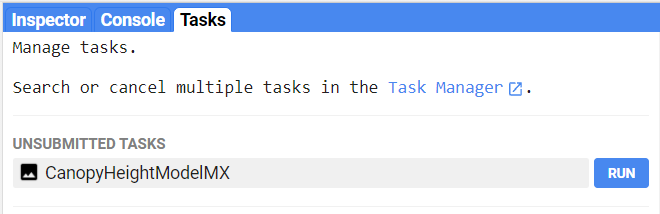 Inspector Console Tasks
Manage tasks.
Search or cancel multiple tasks in the Task Manager.
UNSUBMITTED TASKS
CanopyHeightModelMX RUN